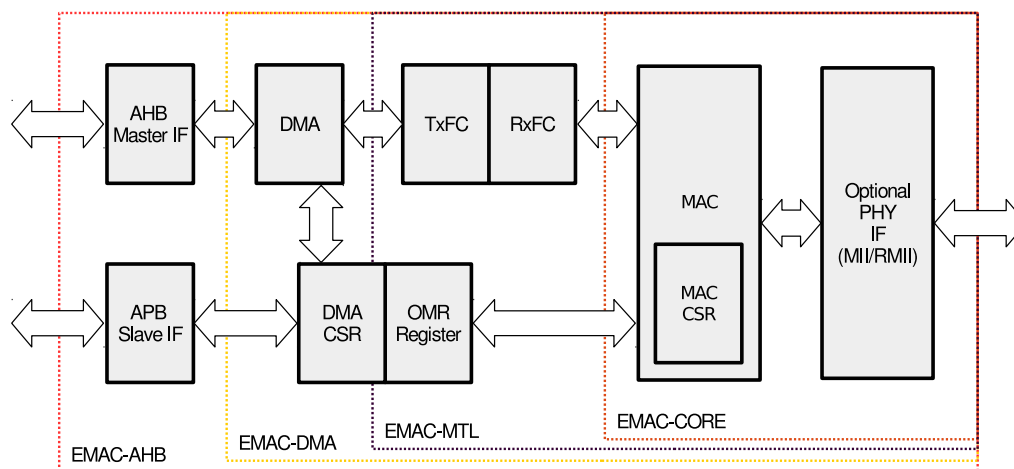 AHB
Master IF
DMA
TxFC
RxFC
MAC
Optional
PHY
IF
(MII/RMII)
APB
Slave IF
DMA
CSR
OMR
Register
MAC
CSR
EMAC-AHB
EMAC-DMA
EMAC-MTL
EMAC-CORE